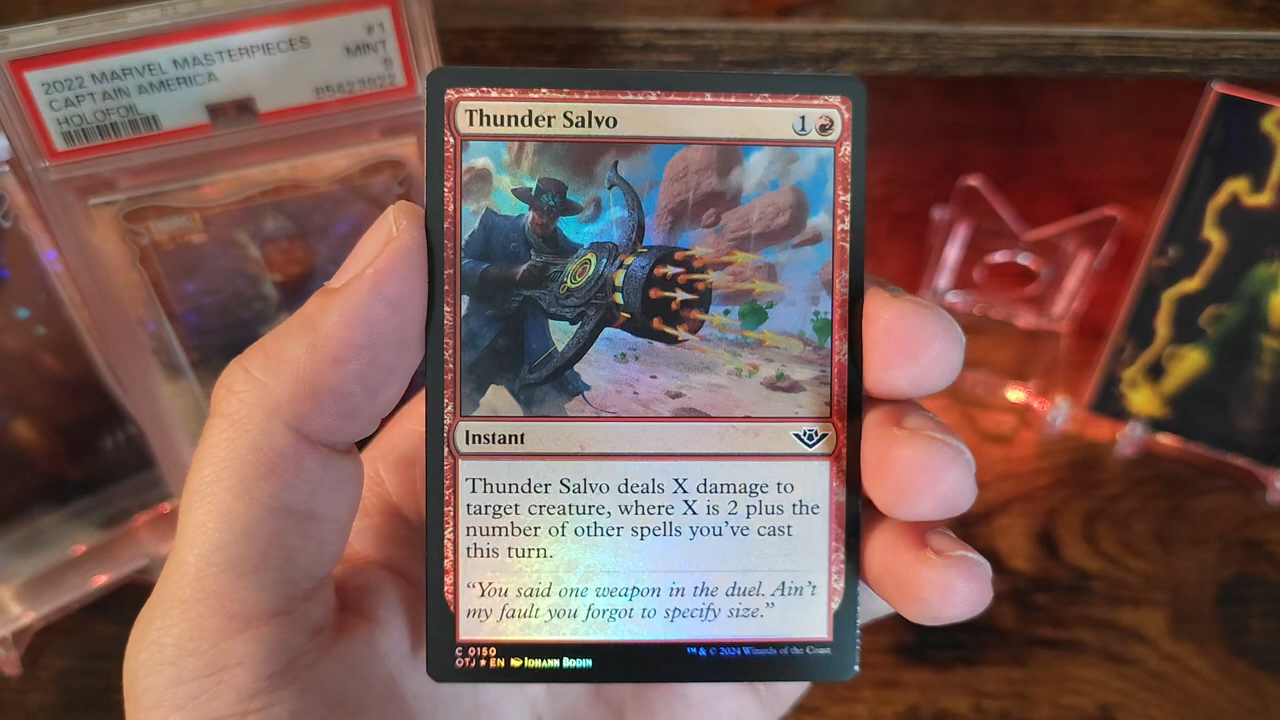 2022 MARVEL MASTERPIECES
CAPTAIN AMERICA
HOLOFOIL
#1
MINT
9
65423922
Thunder Salvo
1
Instant
Thunder Salvo deals X damage to
target creature, where X is 2 plus the
number of other spells you've cast
this turn.
“You said one weapon in the duel. Ain't
my fault you forgot to specify size.”
C 0150
OTJ ★ EN Johann Bodin
™ & © 2024 Wizards of the Coast